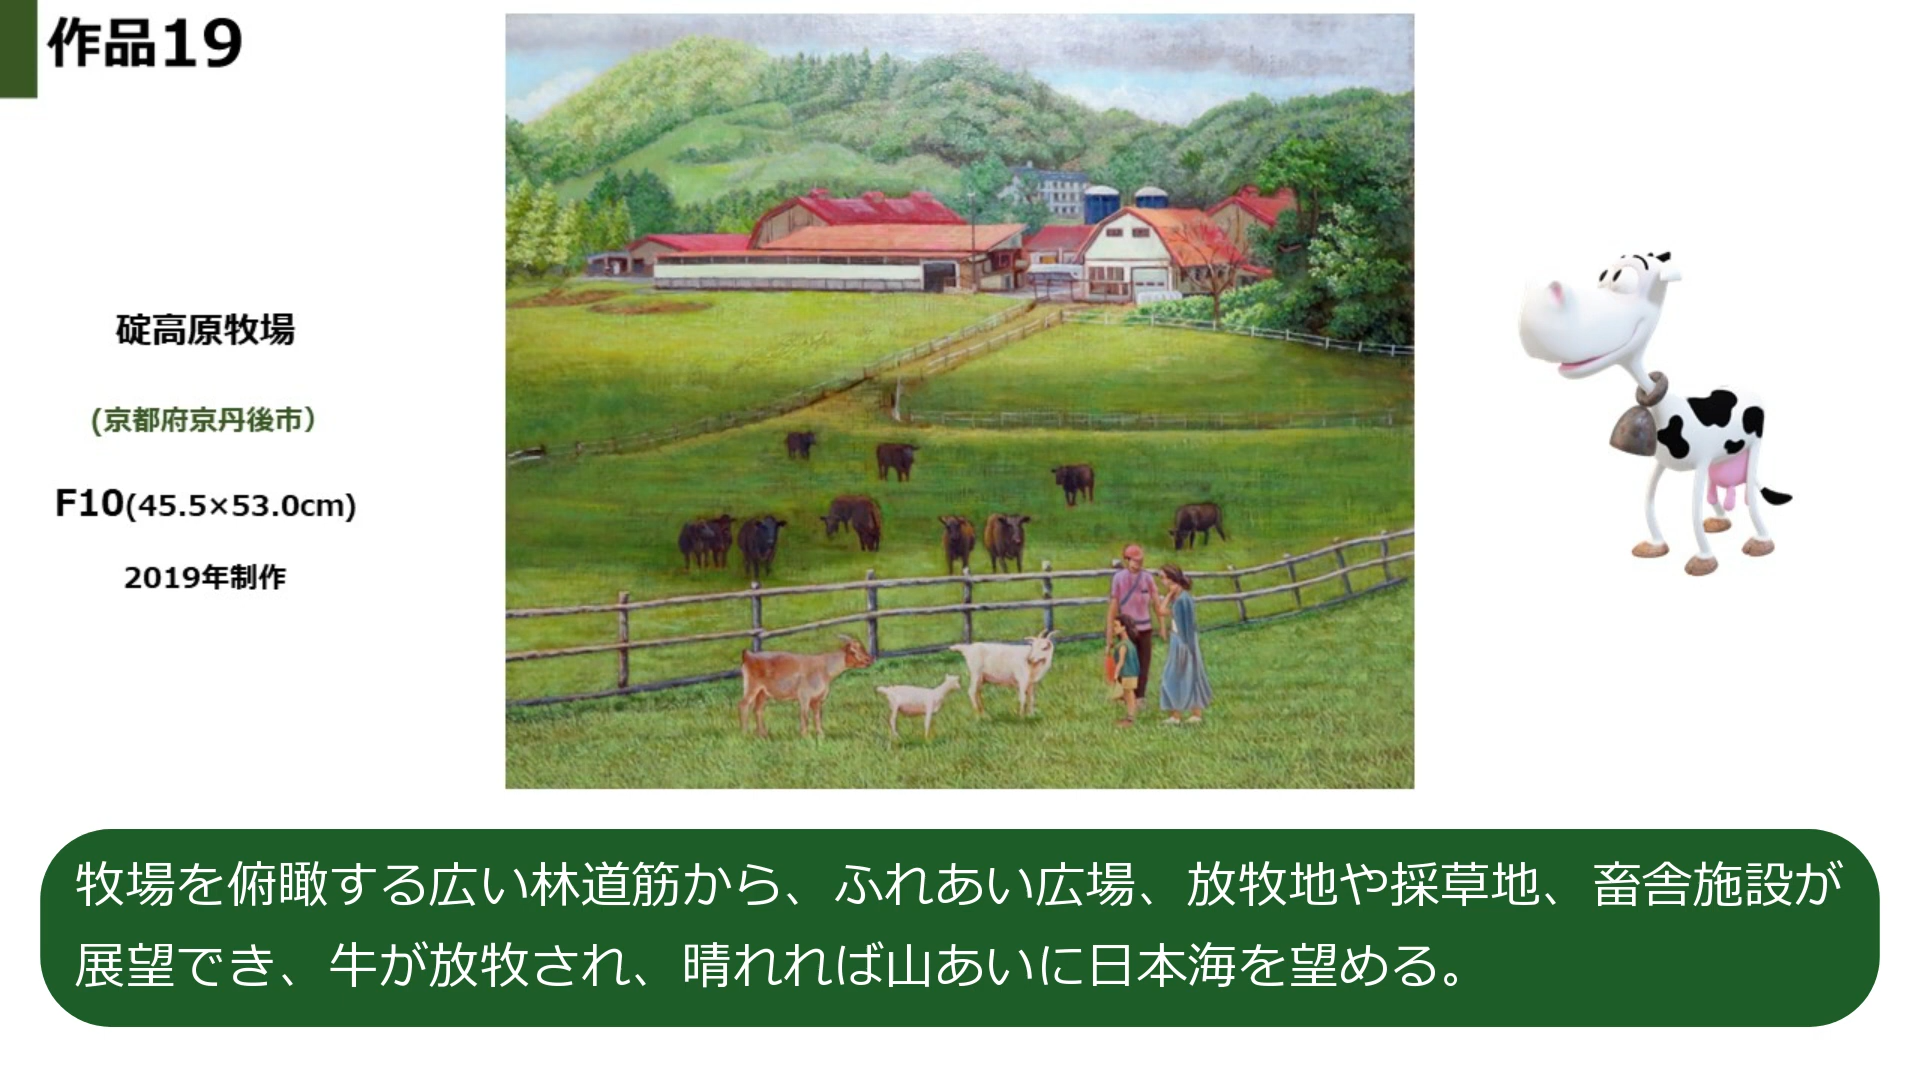 作品19
碇高原牧場
(京都府京丹後市）
F10(45.5×53.0cm)
2019年制作
牧場を俯瞰する広い林道筋から、ふれあい広場、放牧地や採草地、畜舎施設が
展望でき、牛が放牧され、晴れれば山あいに日本海を望める。